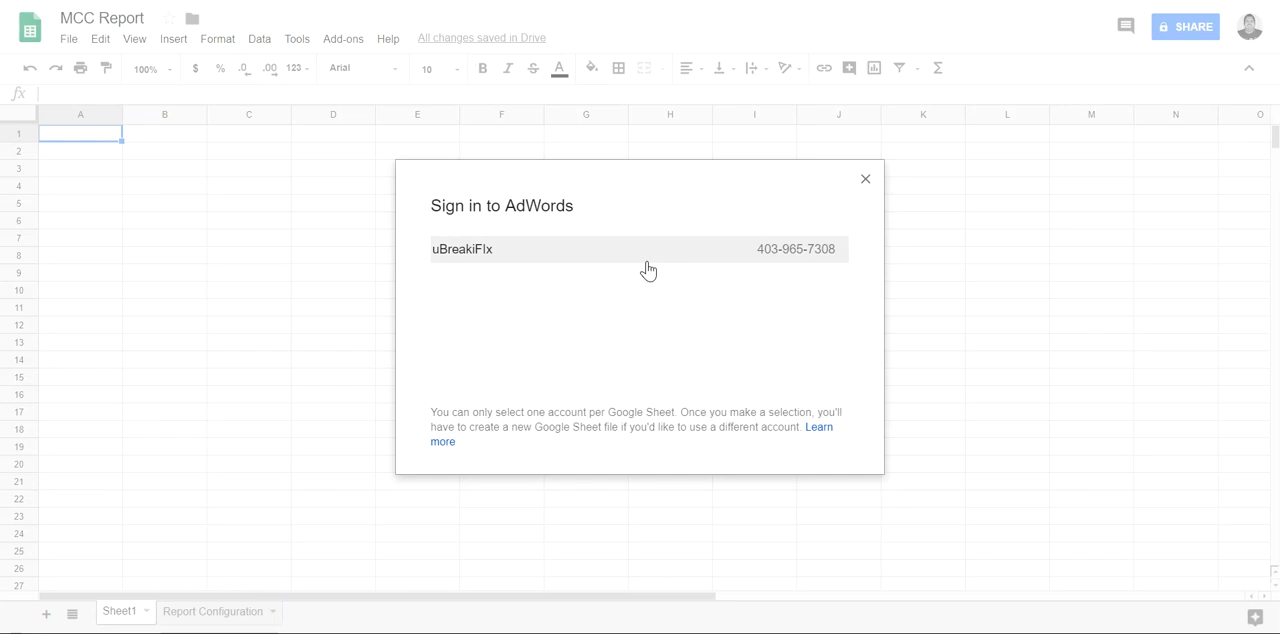 MCC Report
File Edit View Insert Format Data Tools Add-ons Help All changes saved in Drive
SHARE
100% $ % .0 .00 123 Arial 10 B I S A Σ
fx
A B C D E F G H I J K L M N O
1
2
3
4
5
6
7
8
9
10
11
12
13
14
15
16
17
18
19
20
21
22
23
24
25
26
27
Sign in to AdWords
uBreakiFIx 403-965-7308
You can only select one account per Google Sheet. Once you make a selection, you'll
have to create a new Google Sheet file if you'd like to use a different account. Learn
more
Sheet1 Report Configuration